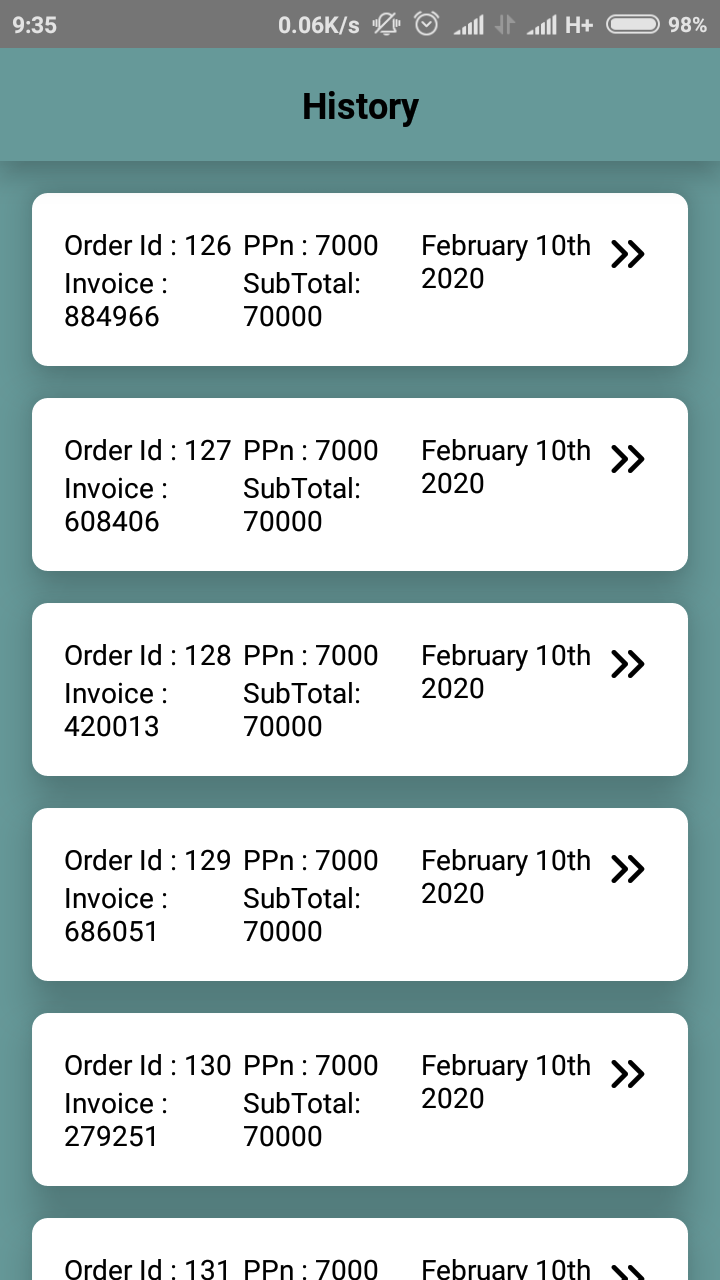 9:35 0.06K/s H+ 98%
History
Order Id : 126 PPn : 7000 February 10th
Invoice : SubTotal: 2020
884966 70000
Order Id : 127 PPn : 7000 February 10th
Invoice : SubTotal: 2020
608406 70000
Order Id : 128 PPn : 7000 February 10th
Invoice : SubTotal: 2020
420013 70000
Order Id : 129 PPn : 7000 February 10th
Invoice : SubTotal: 2020
686051 70000
Order Id : 130 PPn : 7000 February 10th
Invoice : SubTotal: 2020
279251 70000
Order Id : 131 PPn : 7000 February 10th